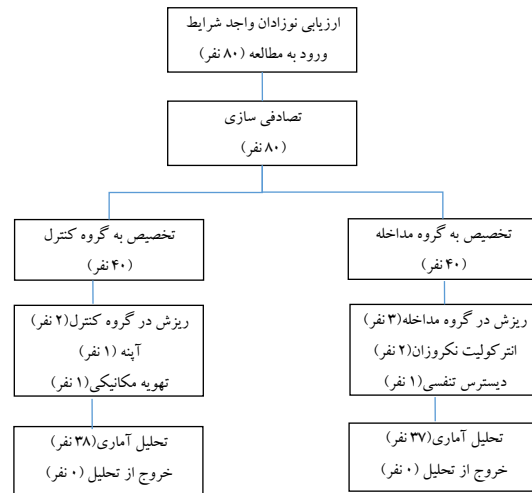 ارزیابی نوزادان واجد شرایط
ورود به مطالعه (۸۰ نفر)
تصادفی سازی
(۸۰ نفر)
تخصیص به گروه مداخله
(۴۰ نفر)
تخصیص به گروه کنترل
(۴۰ نفر)
ریزش در گروه مداخله(۳ نفر)
انترکولیت نکروزان(۲ نفر)
دیسترس تنفسی(۱ نفر)
ریزش در گروه کنترل(۲ نفر)
آپنه (۱ نفر)
تهویه مکانیکی(۱ نفر)
تحلیل آماری(۳۷ نفر)
خروج از تحلیل (۰ نفر)
تحلیل آماری(۳۸ نفر)
خروج از تحلیل (۰ نفر)